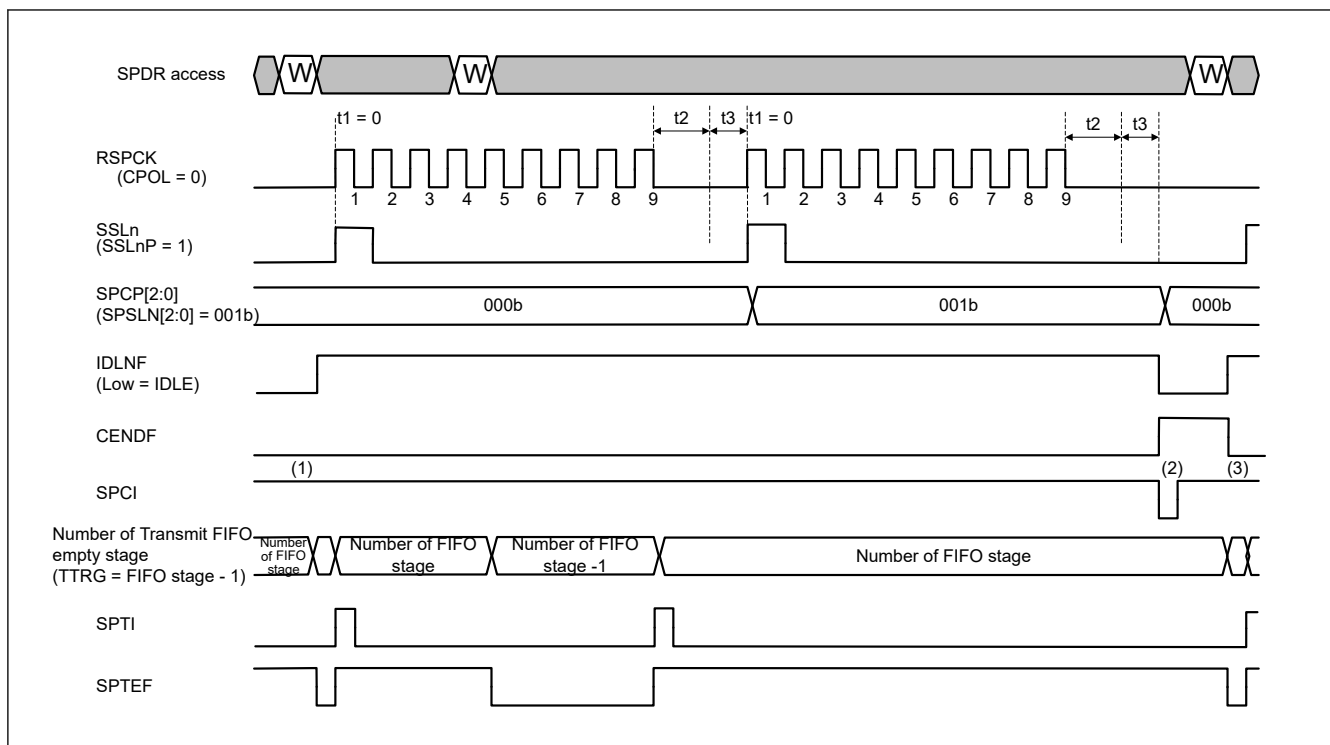 SPDR access
W
W
W
t1 = 0
t2
t3
t1 = 0
t2
t3
RSPCK
(CPOL = 0)
1 2 3 4 5 6 7 8 9
1 2 3 4 5 6 7 8 9
SSLn
(SSLnP = 1)
SPCP[2:0]
(SPSLN[2:0] = 001b)
000b
001b
000b
IDLNF
(Low = IDLE)
CENDF
(1)
(2)
(3)
SPCI
Number of Transmit FIFO
empty stage
(TTRG = FIFO stage - 1)
Number
of FIFO
stage
Number of FIFO
stage
Number of FIFO
stage -1
Number of FIFO stage
SPTI
SPTEF